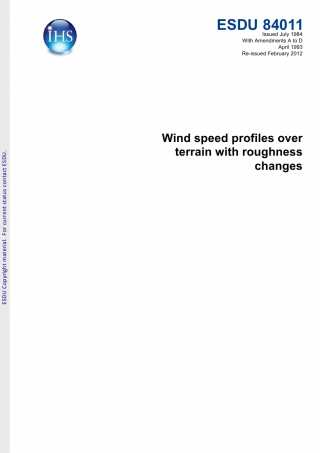 IHS
ESDU 84011
Issued July 1984
With Amendments A to D
April 1993
Re-issued February 2012
Wind speed profiles over
terrain with roughness
changes
ESDU Copyright material. For current status contact ESDU.